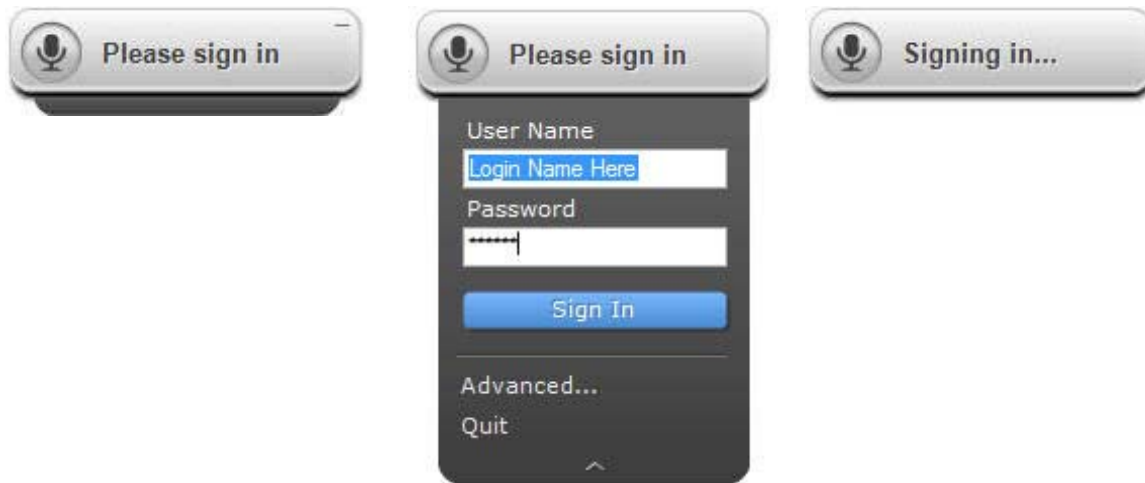 Please sign in
Please sign in
User Name
Login Name Here
Password
******
Sign In
Advanced...
Quit
Signing in...